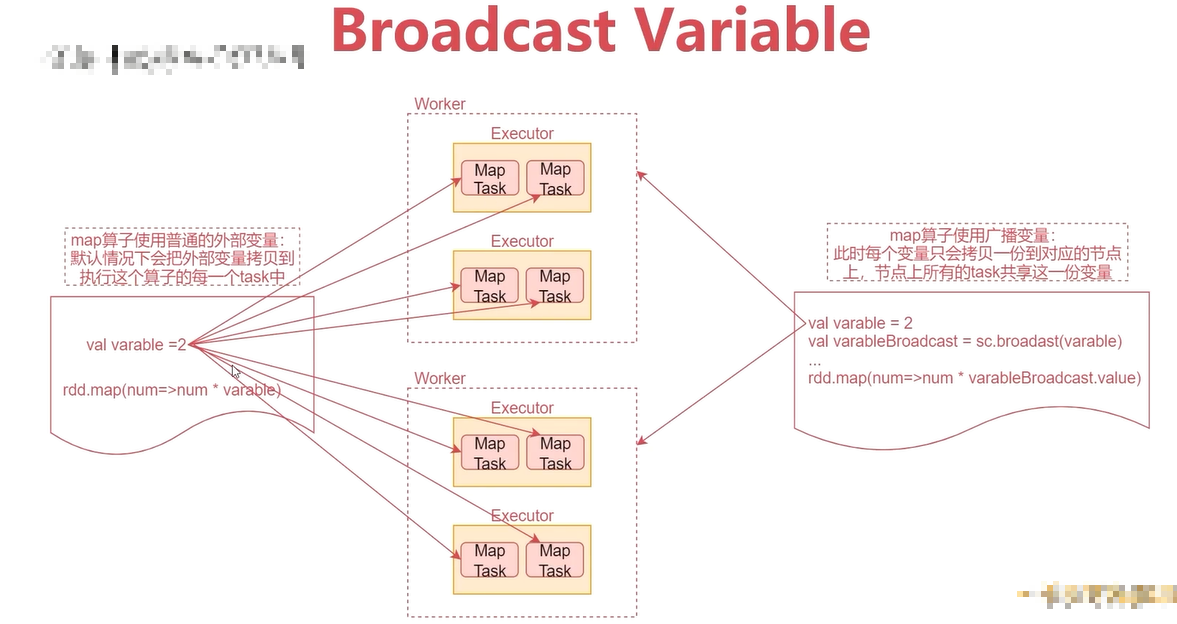 Broadcast Variable
map算子使用普通的外部变量：
默认情况下会把外部变量拷贝到
执行这个算子的每一个task中
val varable =2
rdd.map(num=>num * varable)
Worker
Executor
Map
Task
Map
Task
Executor
Map
Task
Map
Task
Worker
Executor
Map
Task
Map
Task
Executor
Map
Task
Map
Task
map算子使用广播变量：
此时每个变量只会拷贝一份到对应的节点
上，节点上所有的task共享这一份变量
val varable = 2
val varableBroadcast = sc.broadast(varable)
...
rdd.map(num=>num * varableBroadcast.value)